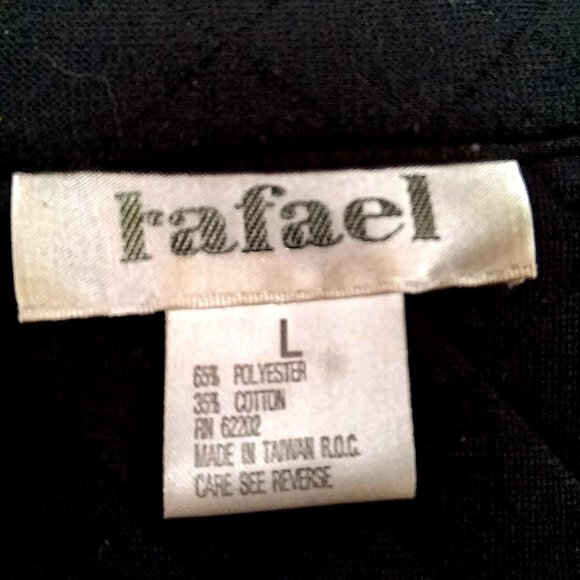 rafael
L
65% POLYESTER
35% COTTON
RN 62202
MADE IN TAIWAN R.O.C.
CARE SEE REVERSE